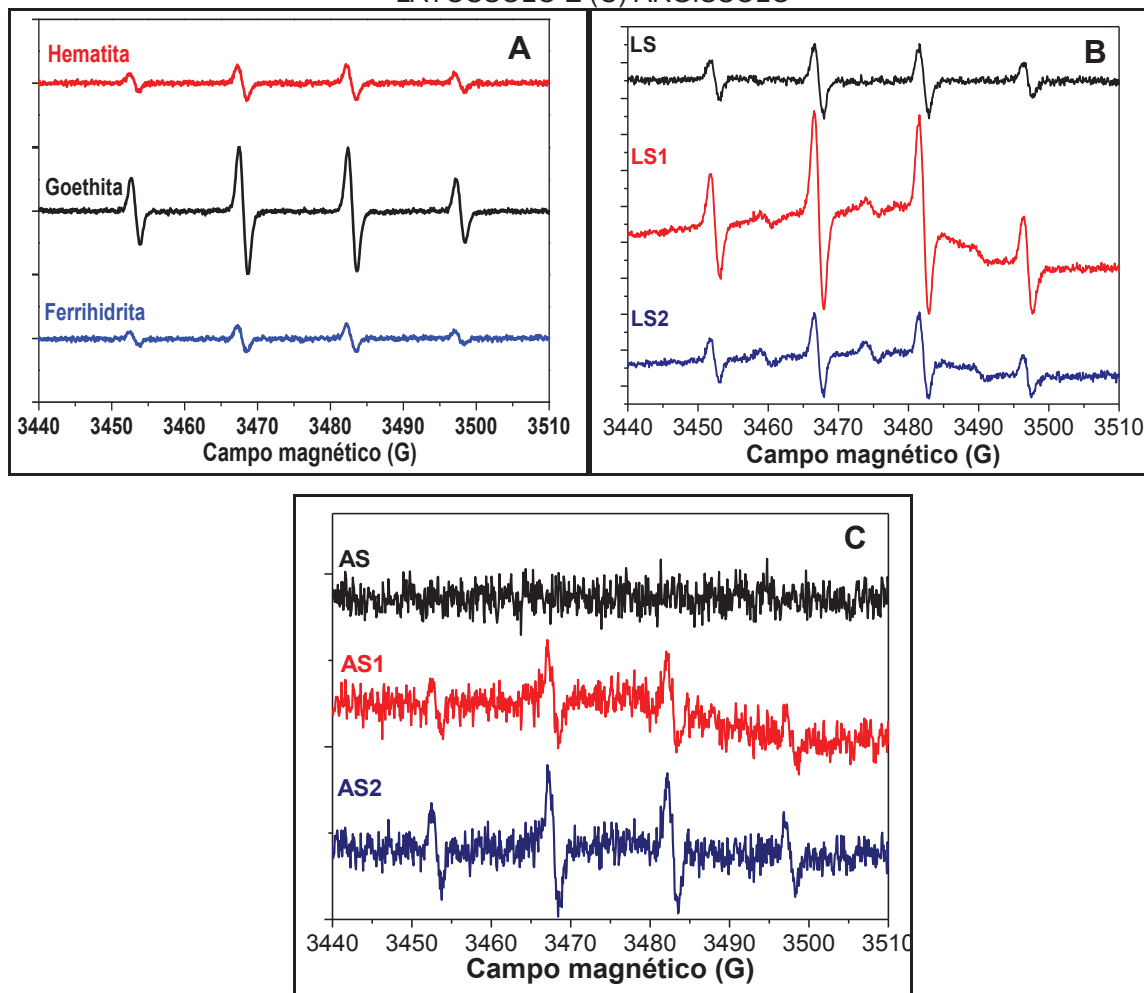 A
Hematita
Goethita
Ferrihidrita
3440 3450 3460 3470 3480 3490 3500 3510
Campo magnético (G)
B
LS
LS1
LS2
3440 3450 3460 3470 3480 3490 3500 3510
Campo magnético (G)
C
AS
AS1
AS2
3440 3450 3460 3470 3480 3490 3500 3510
Campo magnético (G)